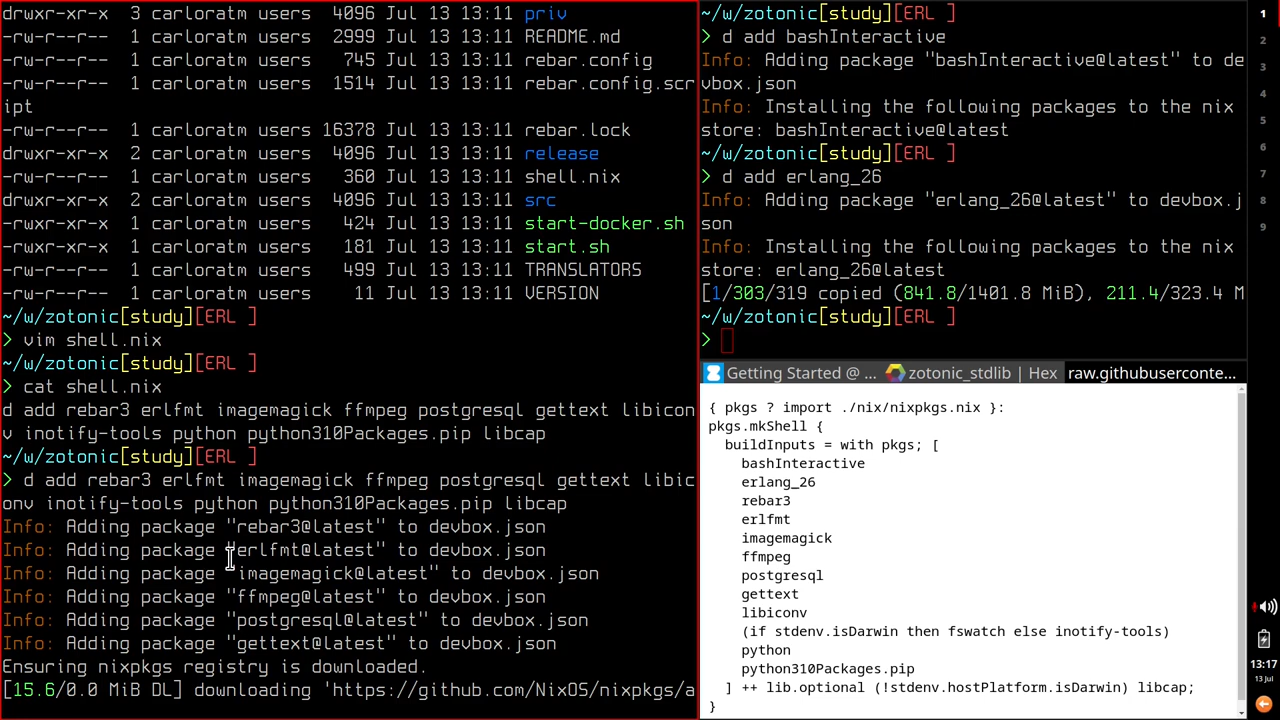 drwxr-xr-x  3 carloratm users  4096 Jul 13 13:11 priv
-rw-r--r--  1 carloratm users  2999 Jul 13 13:11 README.md
-rw-r--r--  1 carloratm users   745 Jul 13 13:11 rebar.config
-rw-r--r--  1 carloratm users  1514 Jul 13 13:11 rebar.config.scr
ipt
-rw-r--r--  1 carloratm users 16378 Jul 13 13:11 rebar.lock
drwxr-xr-x  2 carloratm users  4096 Jul 13 13:11 release
-rw-r--r--  1 carloratm users   360 Jul 13 13:11 shell.nix
drwxr-xr-x  2 carloratm users  4096 Jul 13 13:11 src
-rwxr-xr-x  1 carloratm users   424 Jul 13 13:11 start-docker.sh
-rwxr-xr-x  1 carloratm users   181 Jul 13 13:11 start.sh
-rw-r--r--  1 carloratm users   499 Jul 13 13:11 TRANSLATORS
-rw-r--r--  1 carloratm users    11 Jul 13 13:11 VERSION
~/w/zotonic[study][ERL ]
> vim shell.nix
~/w/zotonic[study][ERL ]
> cat shell.nix
d add rebar3 erlfmt imagemagick ffmpeg postgresql gettext libicon
v inotify-tools python python310Packages.pip libcap
~/w/zotonic[study][ERL ]
> d add rebar3 erlfmt imagemagick ffmpeg postgresql gettext libic
onv inotify-tools python python310Packages.pip libcap
Info: Adding package "rebar3@latest" to devbox.json
Info: Adding package "erlfmt@latest" to devbox.json
Info: Adding package "imagemagick@latest" to devbox.json
Info: Adding package "ffmpeg@latest" to devbox.json
Info: Adding package "postgresql@latest" to devbox.json
Info: Adding package "gettext@latest" to devbox.json
Ensuring nixpkgs registry is downloaded.
[15.6/0.0 MiB DL] downloading 'https://github.com/NixOS/nixpkgs/a
~/w/zotonic[study][ERL ]
> d add bashInteractive
Info: Adding package "bashInteractive@latest" to de
vbox.json
Info: Installing the following packages to the nix
store: bashInteractive@latest
~/w/zotonic[study][ERL ]
> d add erlang_26
Info: Adding package "erlang_26@latest" to devbox.j
son
Info: Installing the following packages to the nix
store: erlang_26@latest
[1/303/319 copied (841.8/1401.8 MiB), 211.4/323.4 M
~/w/zotonic[study][ERL ]
>
Getting Started @ ...
zotonic_stdlib | Hex
raw.githubuserconte...
{ pkgs ? import ./nix/nixpkgs.nix }:
pkgs.mkShell {
  buildInputs = with pkgs; [
    bashInteractive
    erlang_26
    rebar3
    erlfmt
    imagemagick
    ffmpeg
    postgresql
    gettext
    libiconv
    (if stdenv.isDarwin then fswatch else inotify-tools)
    python
    python310Packages.pip
  ] ++ lib.optional (!stdenv.hostPlatform.isDarwin) libcap;
}
1
2
3
4
5
6
7
8
9
13:17
13 Jul